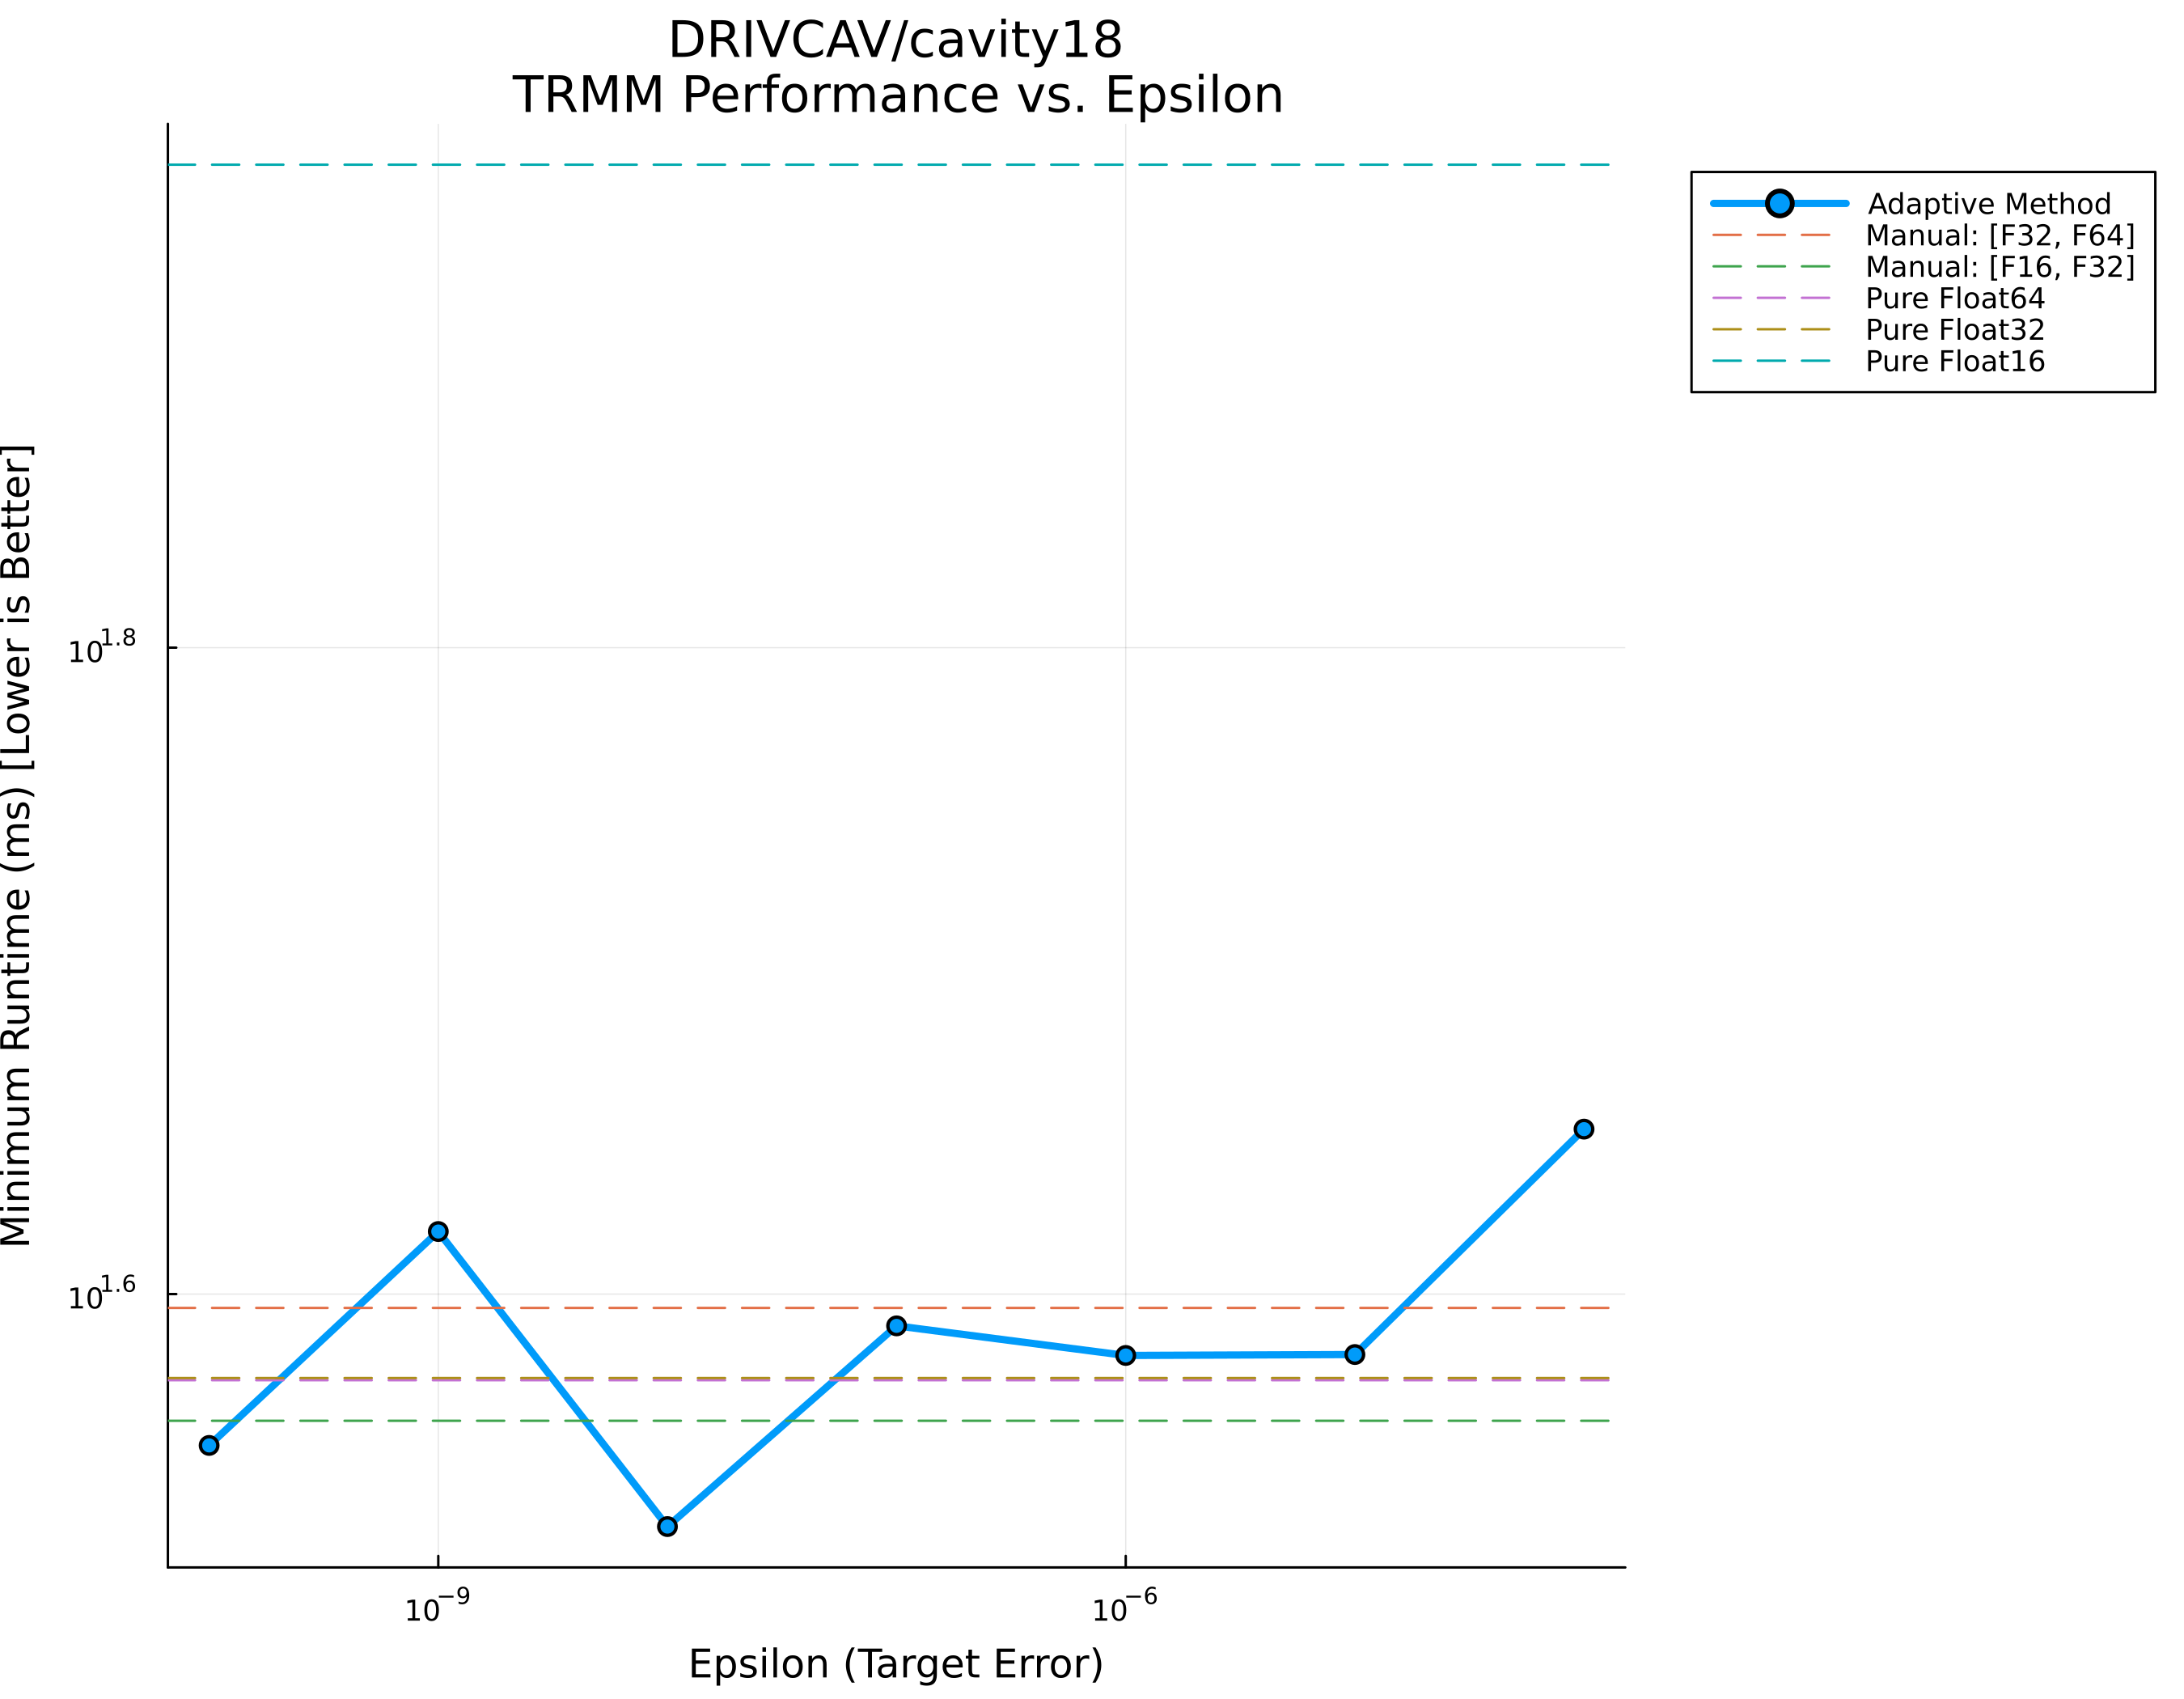 DRIVCAV/cavity18
TRMM Performance vs. Epsilon
Minimum Runtime (ms) [Lower is Better]
10^1.8
10^1.6
10^−9
10^−6
Epsilon (Target Error)
Adaptive Method
Manual: [F32, F64]
Manual: [F16, F32]
Pure Float64
Pure Float32
Pure Float16